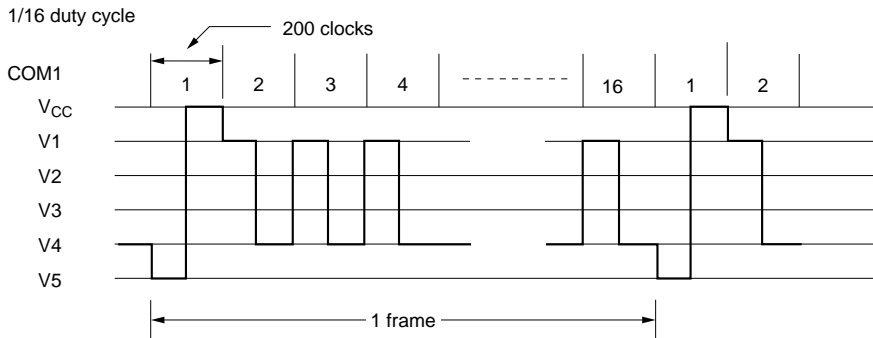 1/16 duty cycle
200 clocks
COM1
1 2 3 4 16 1 2
VCC
V1
V2
V3
V4
V5
1 frame